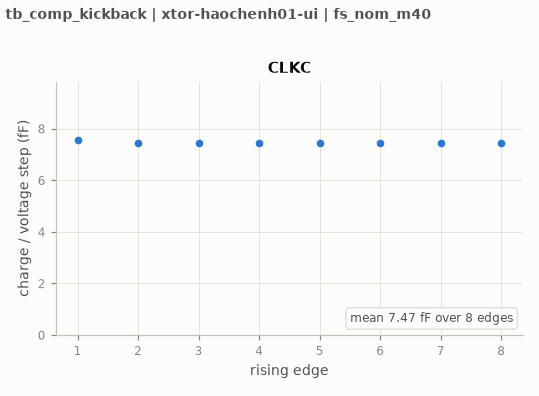 tb_comp_kickback | xtor-haochenh01-ui | fs_nom_m40
CLKC
charge / voltage step (fF)
8
6
4
2
0
mean 7.47 fF over 8 edges
1 2 3 4 5 6 7 8
rising edge